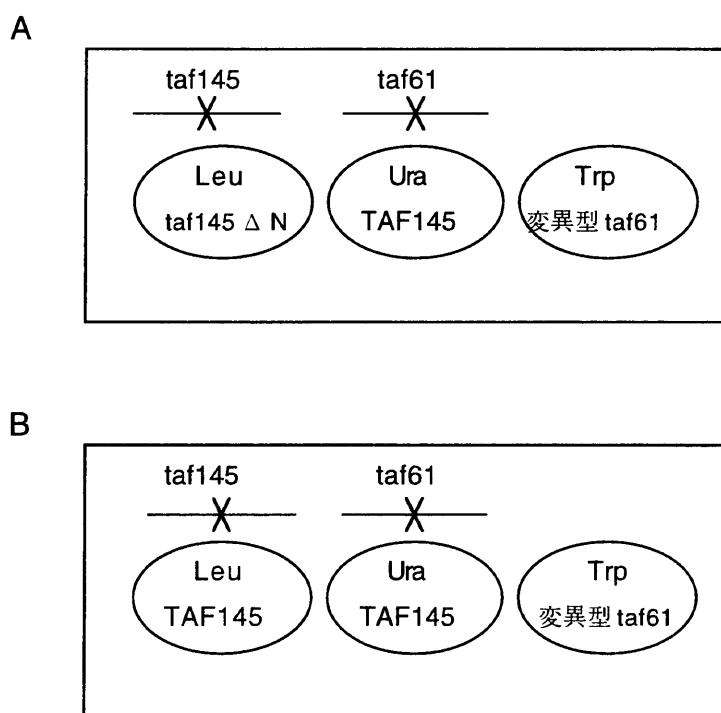 A
taf145 taf61
Leu Ura Trp
taf145 Δ N TAF145 変異型 taf61
B
taf145 taf61
Leu Ura Trp
TAF145 TAF145 変異型 taf61